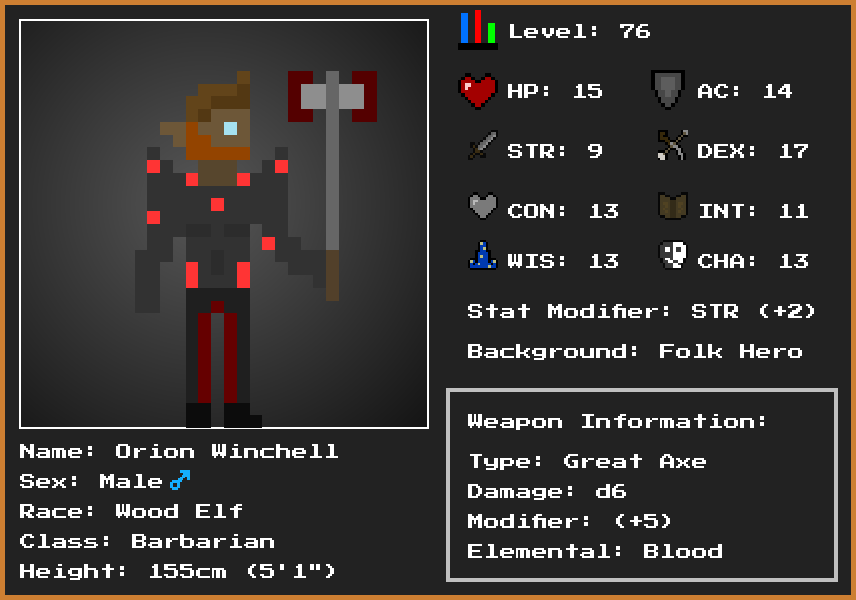 Level: 76
HP: 15
AC: 14
STR: 9
DEX: 17
CON: 13
INT: 11
WIS: 13
CHA: 13
Stat Modifier: STR (+2)
Background: Folk Hero
Weapon Information:
Type: Great Axe
Damage: d6
Modifier: (+5)
Elemental: Blood
Name: Orion Winchell
Sex: Male♂
Race: Wood Elf
Class: Barbarian
Height: 155cm (5'1")